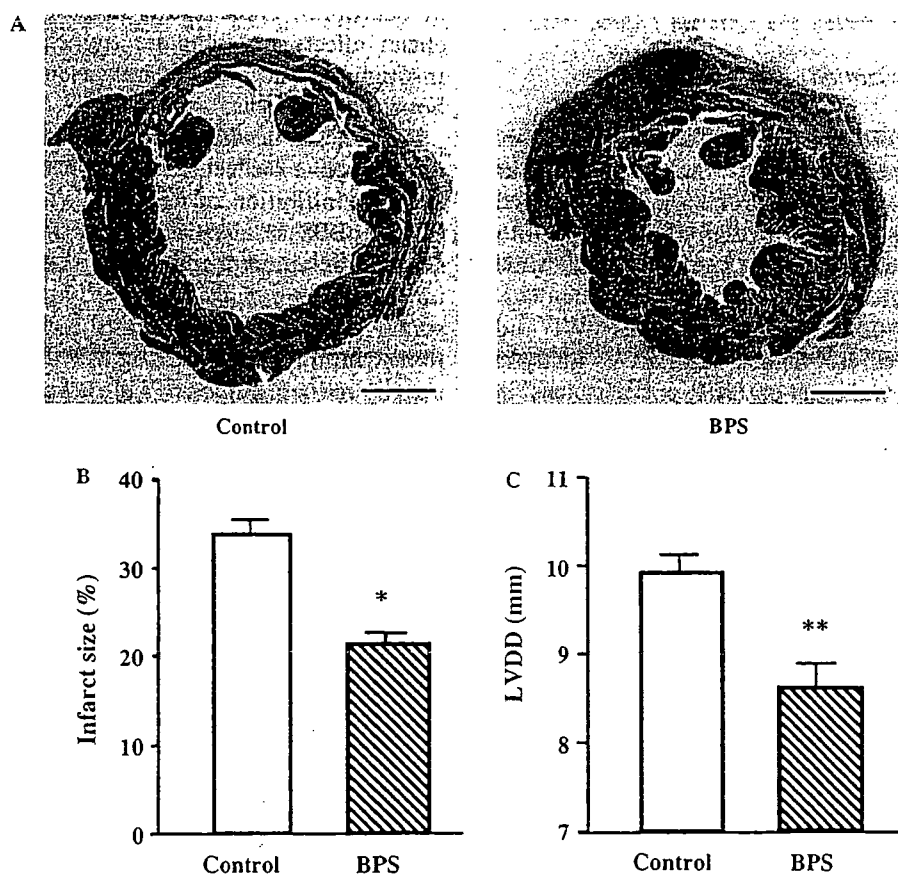 A
Control
BPS
B
Infarct size (%)
40
30
20
10
0
*
Control
BPS
C
LVDD (mm)
11
10
9
8
7
**
Control
BPS